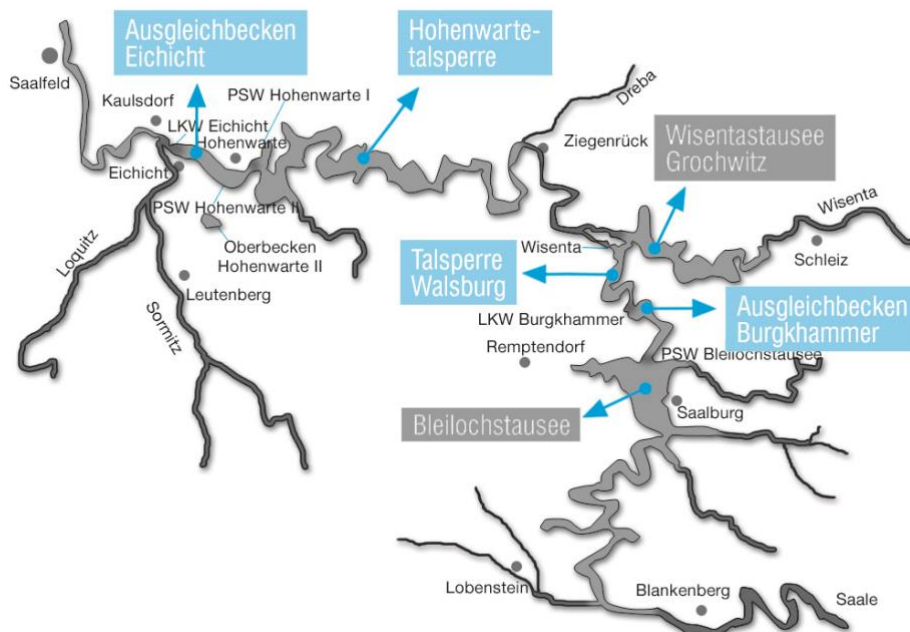 Ausgleichbecken
Eichicht
Hohenwarte-
talsperre
Saalfeld
Kaulsdorf
PSW Hohenwarte I
Dreba
LKW Eichicht
Hohenwarte
Ziegenrück
Wisentastausee
Grochwitz
Eichicht
PSW Hohenwarte II
Oberbecken
Hohenwarte II
Wisenta
Wisenta
Schleiz
Loquitz
Leutenberg
Sormitz
Talsperre
Walsburg
LKW Burgkhammer
Ausgleichbecken
Burgkhammer
Remptendorf
PSW Bleilochstausee
Bleilochstausee
Saalburg
Lobenstein
Blankenberg
Saale